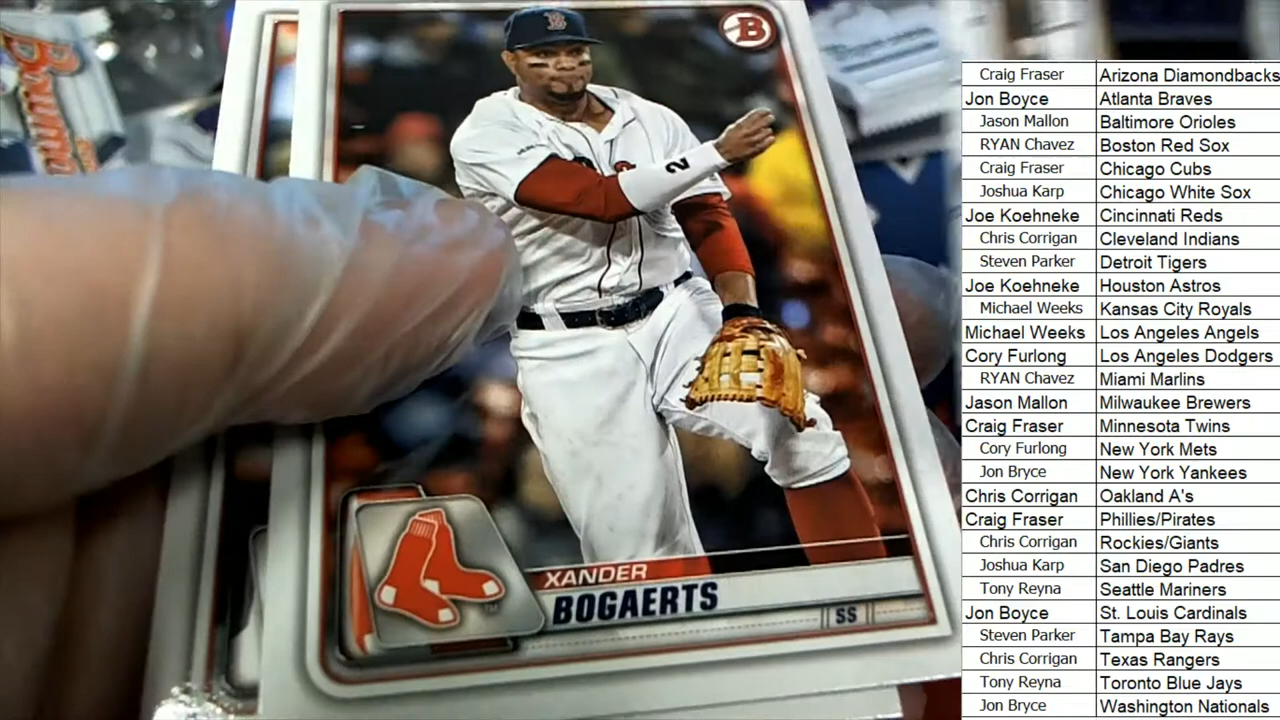 Bowman
B
B
2
XANDER
BOGAERTS
SS
TM
Craig Fraser Arizona Diamondbacks
Jon Boyce Atlanta Braves
Jason Mallon Baltimore Orioles
RYAN Chavez Boston Red Sox
Craig Fraser Chicago Cubs
Joshua Karp Chicago White Sox
Joe Koehneke Cincinnati Reds
Chris Corrigan Cleveland Indians
Steven Parker Detroit Tigers
Joe Koehneke Houston Astros
Michael Weeks Kansas City Royals
Michael Weeks Los Angeles Angels
Cory Furlong Los Angeles Dodgers
RYAN Chavez Miami Marlins
Jason Mallon Milwaukee Brewers
Craig Fraser Minnesota Twins
Cory Furlong New York Mets
Jon Bryce New York Yankees
Chris Corrigan Oakland A's
Craig Fraser Phillies/Pirates
Chris Corrigan Rockies/Giants
Joshua Karp San Diego Padres
Tony Reyna Seattle Mariners
Jon Boyce St. Louis Cardinals
Steven Parker Tampa Bay Rays
Chris Corrigan Texas Rangers
Tony Reyna Toronto Blue Jays
Jon Bryce Washington Nationals